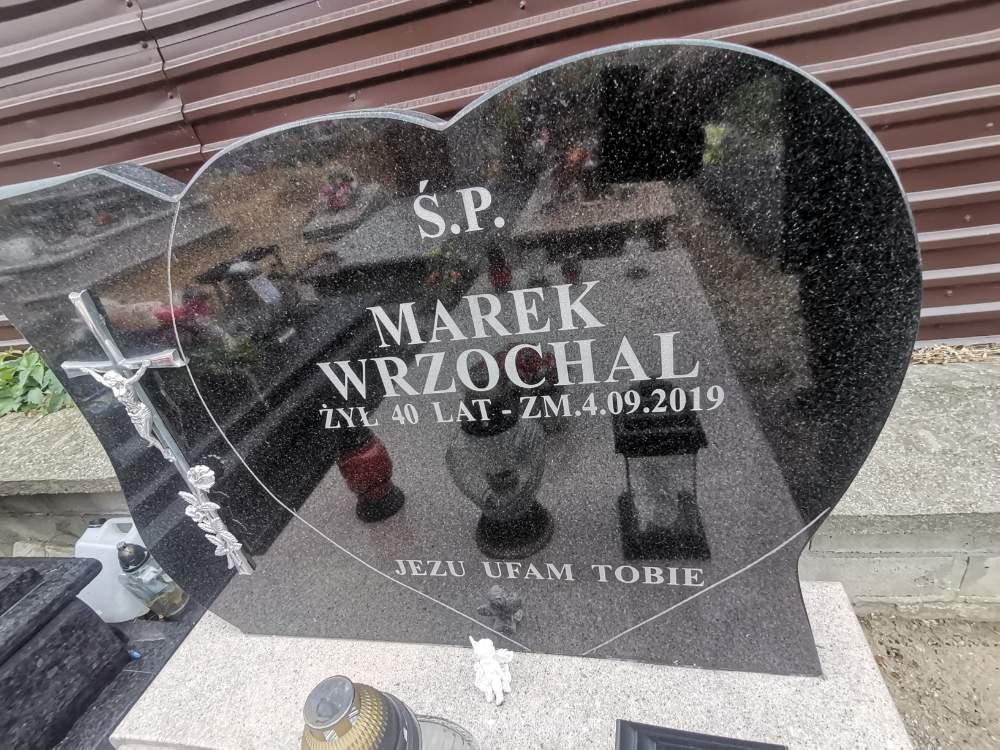 Ś.P.
MAREK
WRZOCHAL
ŻYŁ 40 LAT - ZM.4.09.2019
JEZU UFAM TOBIE